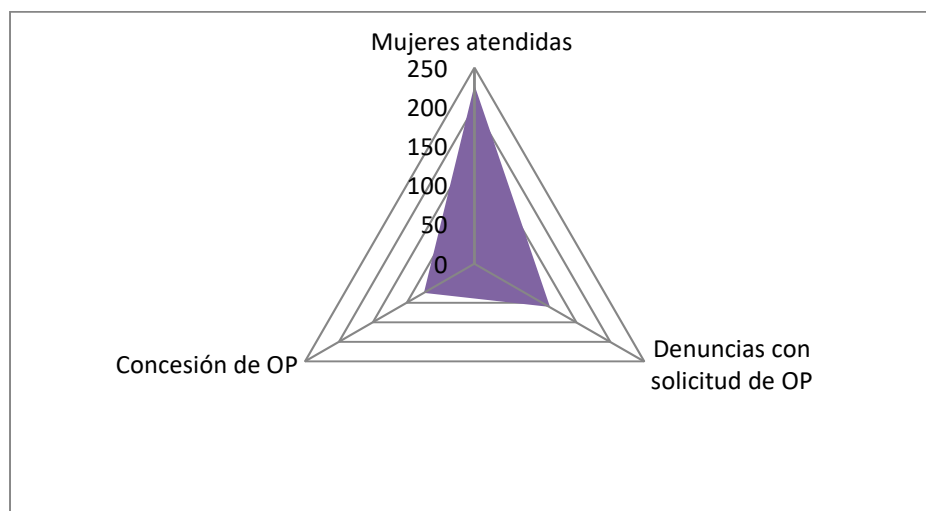 Mujeres atendidas
250
200
150
100
50
0
Denuncias con
solicitud de OP
Concesión de OP